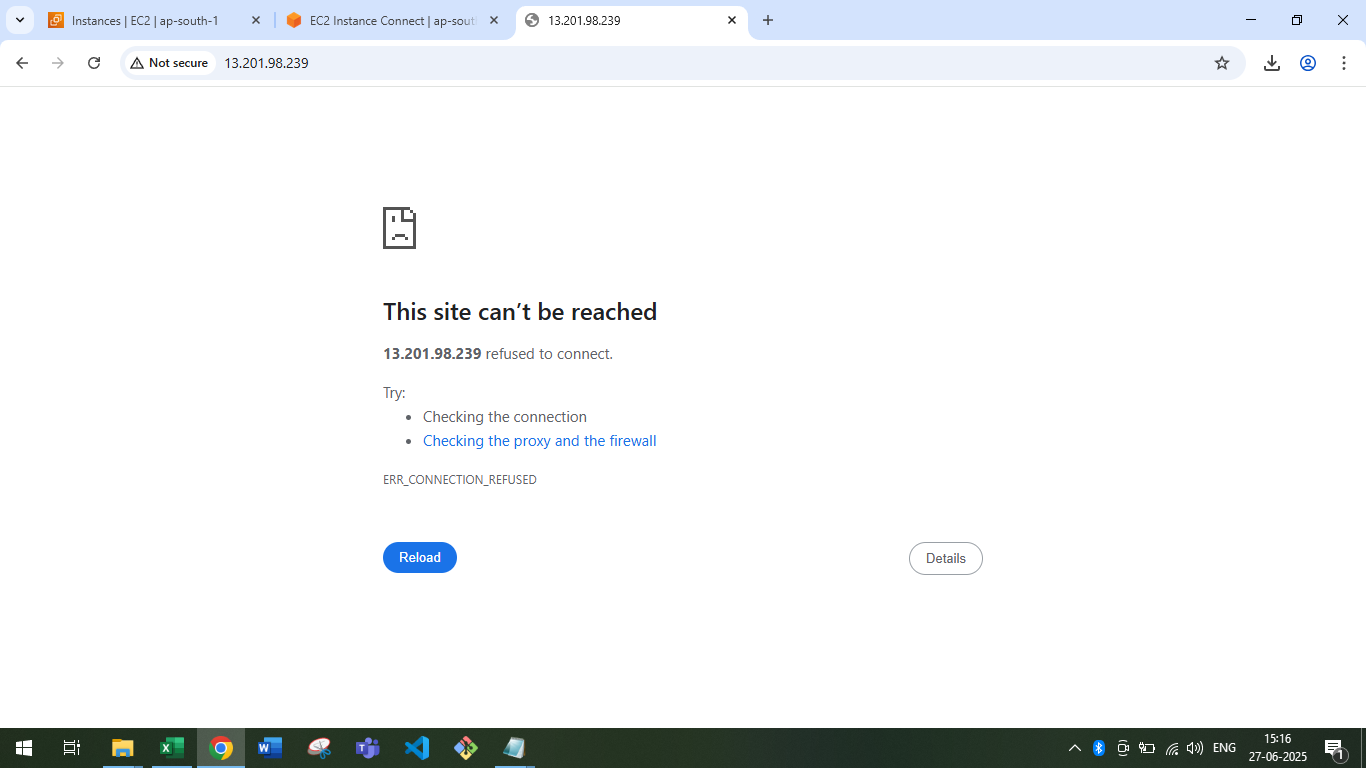 Instances | EC2 | ap-south-1
EC2 Instance Connect | ap-sout
13.201.98.239
Not secure
13.201.98.239
This site can’t be reached
13.201.98.239 refused to connect.
Try:
Checking the connection
Checking the proxy and the firewall
ERR_CONNECTION_REFUSED
Reload
Details
ENG
15:16
27-06-2025
1